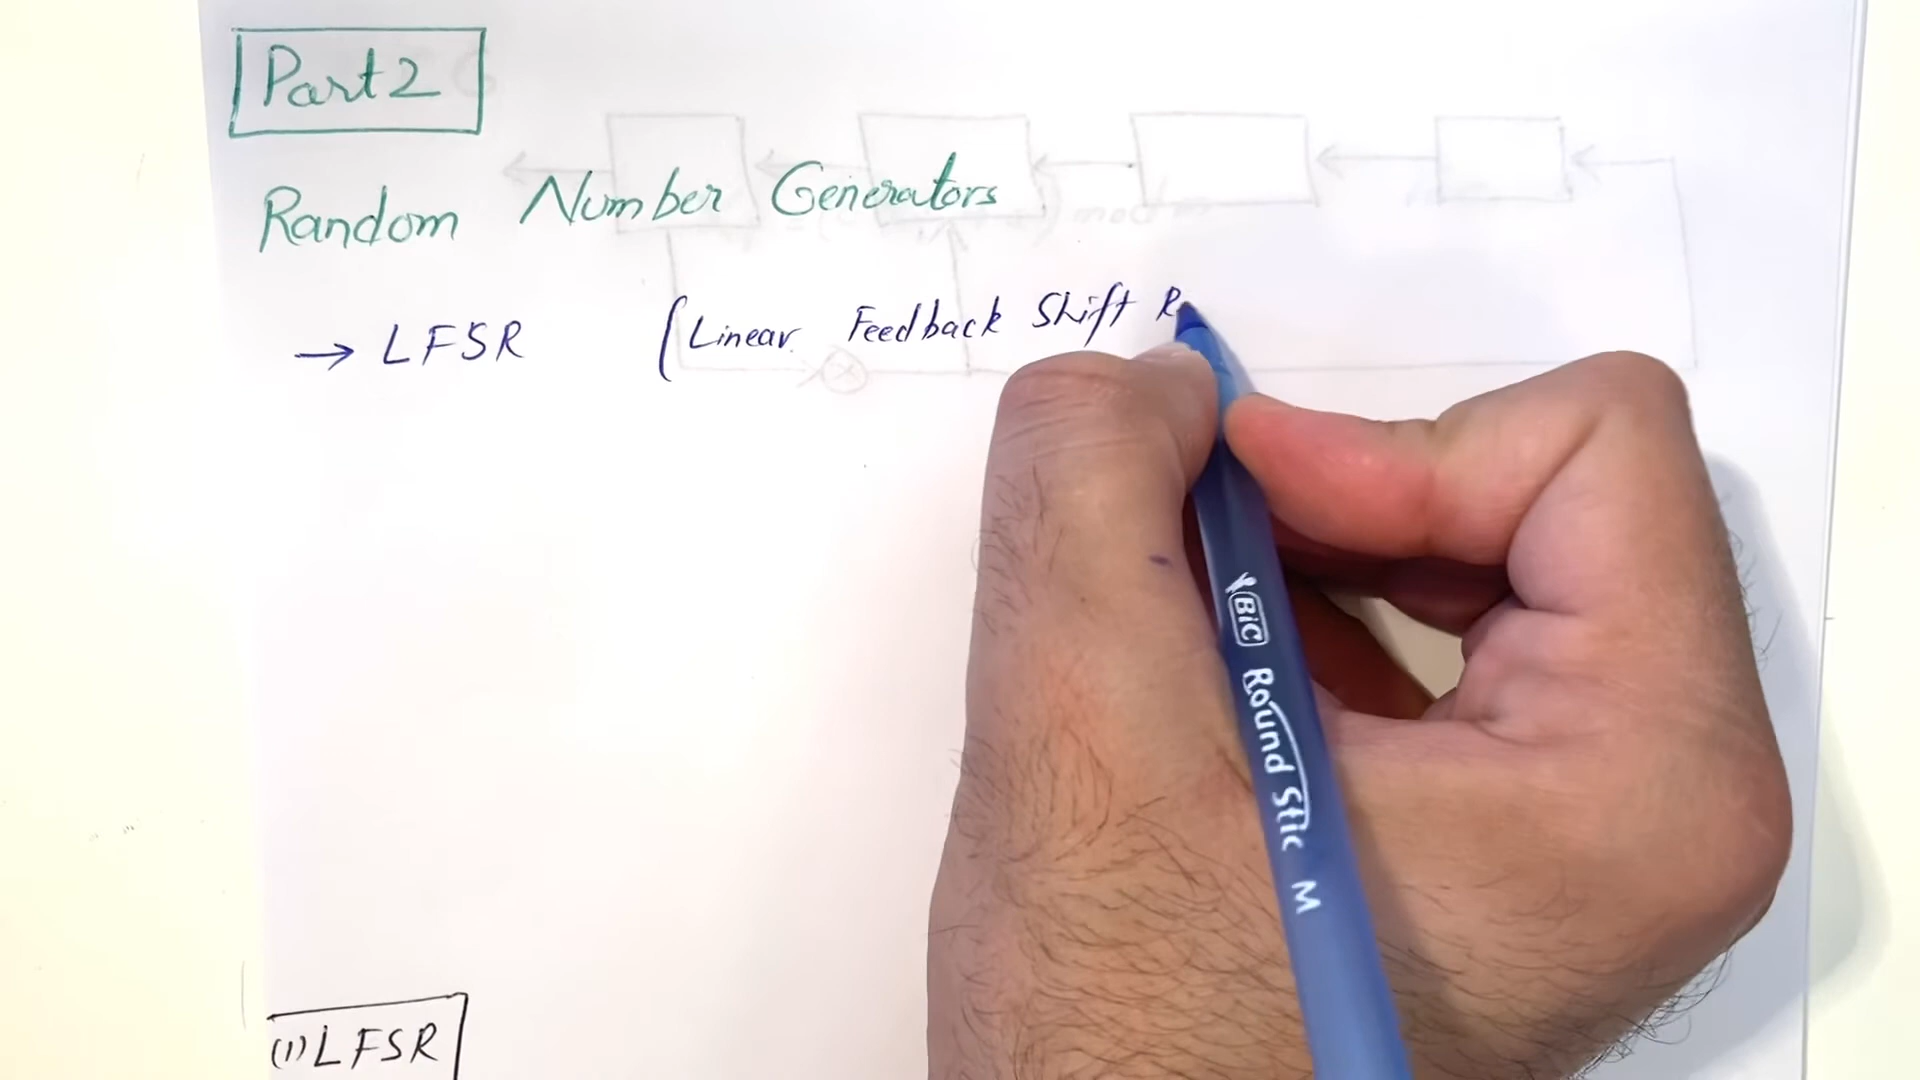 Part 2
Random Number Generators
→ LFSR (Linear Feedback Shift R
BIC Round Stic M
(1) LFSR